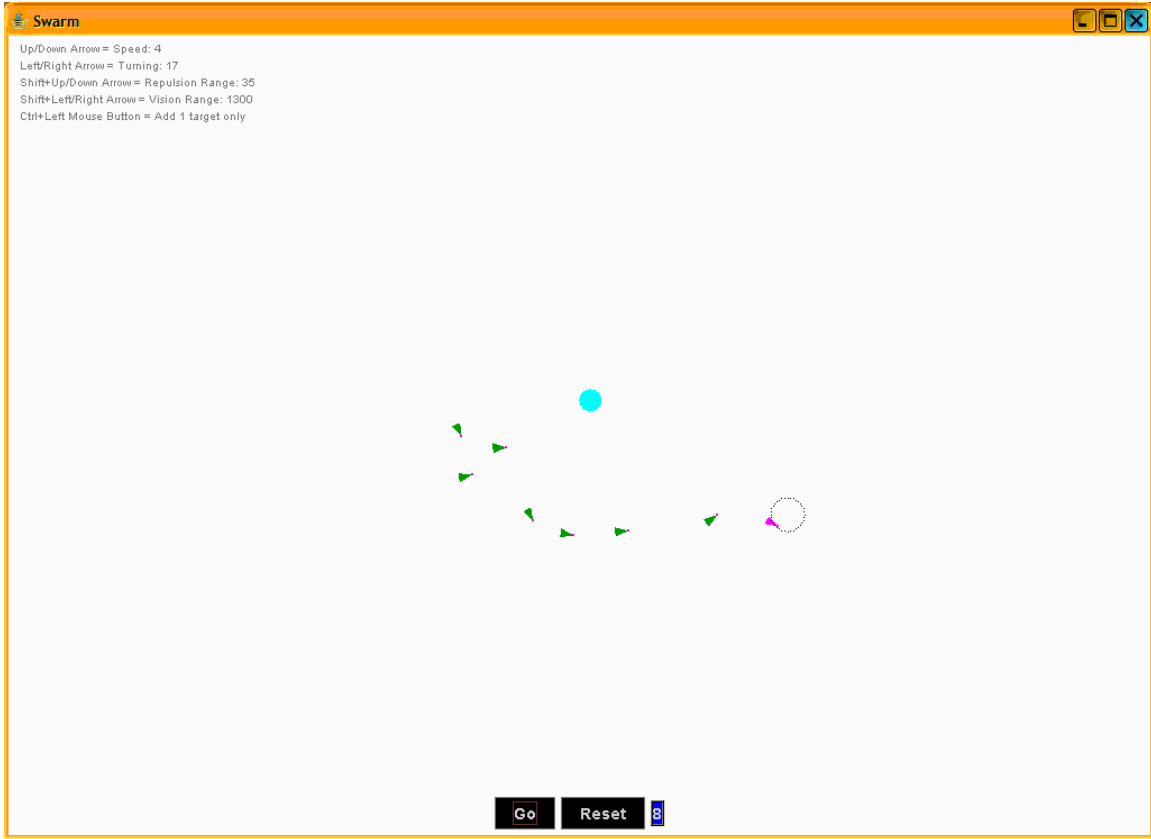 Swarm
Up/Down Arrow = Speed: 4
Left/Right Arrow = Turning: 17
Shift+Up/Down Arrow = Repulsion Range: 35
Shift+Left/Right Arrow = Vision Range: 1300
Ctrl+Left Mouse Button = Add 1 target only
Go Reset 8